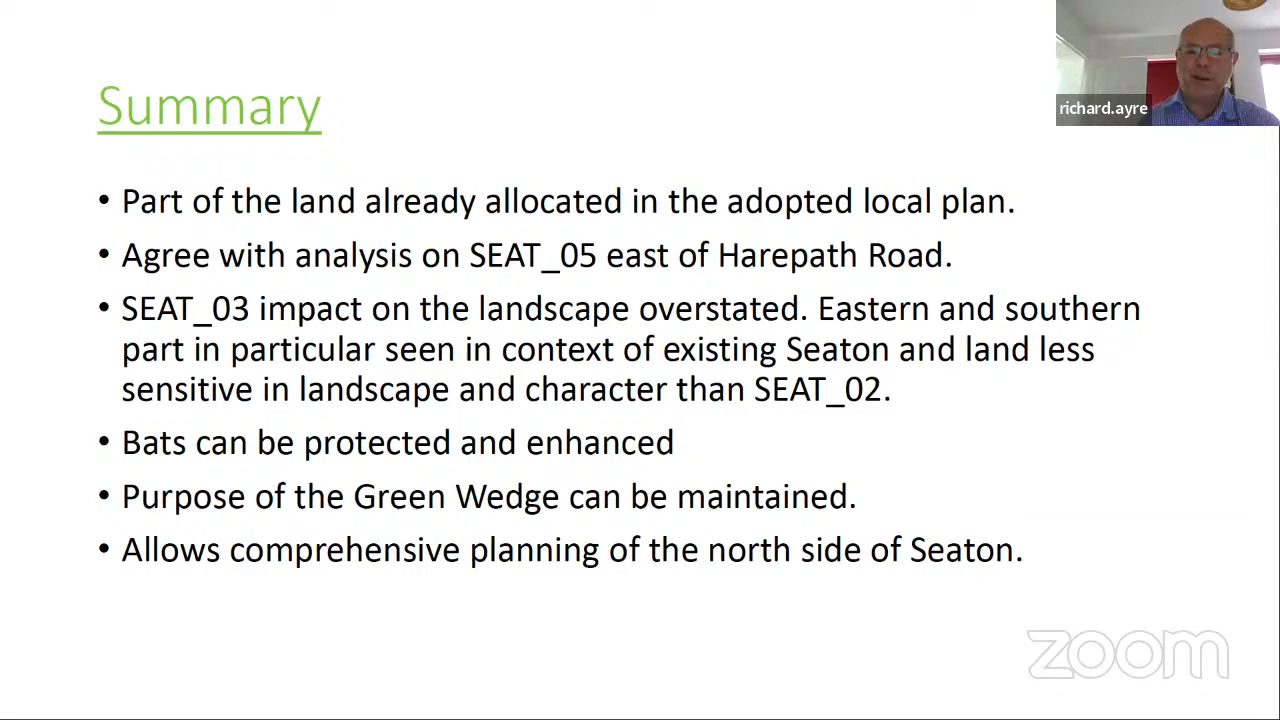 richard.ayre
Summary
• Part of the land already allocated in the adopted local plan.
• Agree with analysis on SEAT_05 east of Harepath Road.
• SEAT_03 impact on the landscape overstated. Eastern and southern
part in particular seen in context of existing Seaton and land less
sensitive in landscape and character than SEAT_02.
• Bats can be protected and enhanced
• Purpose of the Green Wedge can be maintained.
• Allows comprehensive planning of the north side of Seaton.
zoom